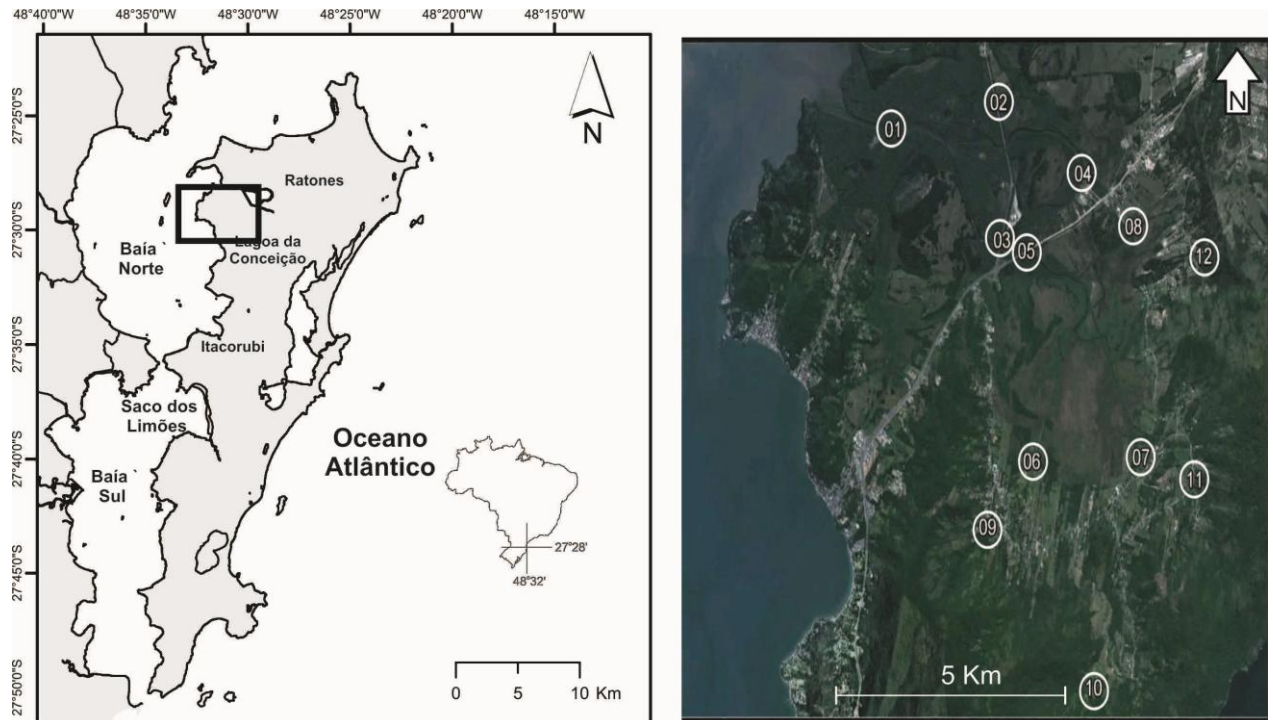 48°40'0"W 48°35'0"W 48°30'0"W 48°25'0"W 48°20'0"W 48°15'0"W
27°25'0"S
27°30'0"S
27°35'0"S
27°40'0"S
27°45'0"S
27°50'0"S
N
Ratones
Lagoa da
Conceição
Baía
Norte
Itacorubi
Saco dos
Limões
Baía
Sul
Oceano
Atlântico
27°28'
48°32'
0 5 10 Km
N
01
02
03
04
05
08
12
06
07
11
09
10
5 Km